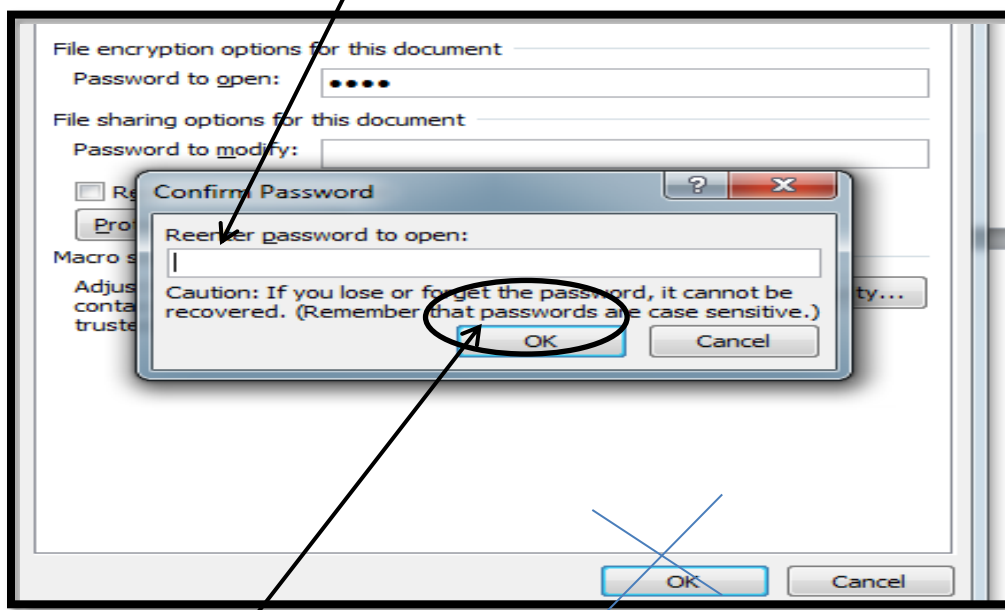 File encryption options for this document
Password to open: ••••
File sharing options for this document
Password to modify:
Confirm Password
Reenter password to open:
Macro s
Adjus
Caution: If you lose or forget the password, it cannot be
ty...
conta
recovered. (Remember that passwords are case sensitive.)
truste
OK Cancel
OK Cancel